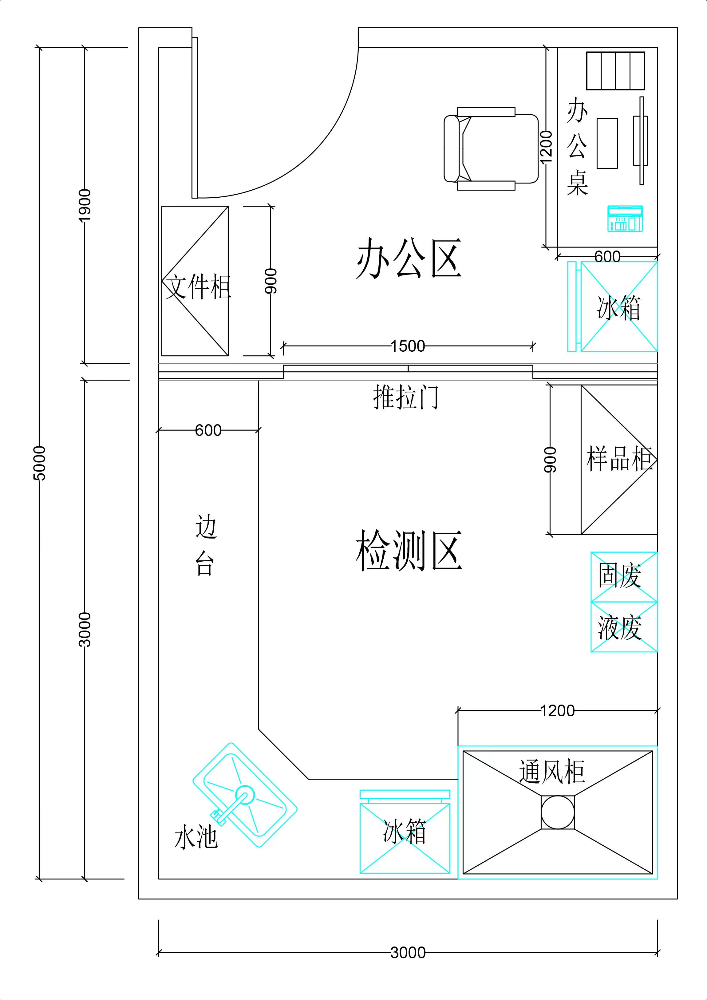 办
公
桌
1200
1900
600
办公区
900
文件柜
冰箱
1500
推拉门
600
5000
900
样品柜
边
台
检测区
固废
液废
3000
1200
通风柜
冰箱
水池
3000